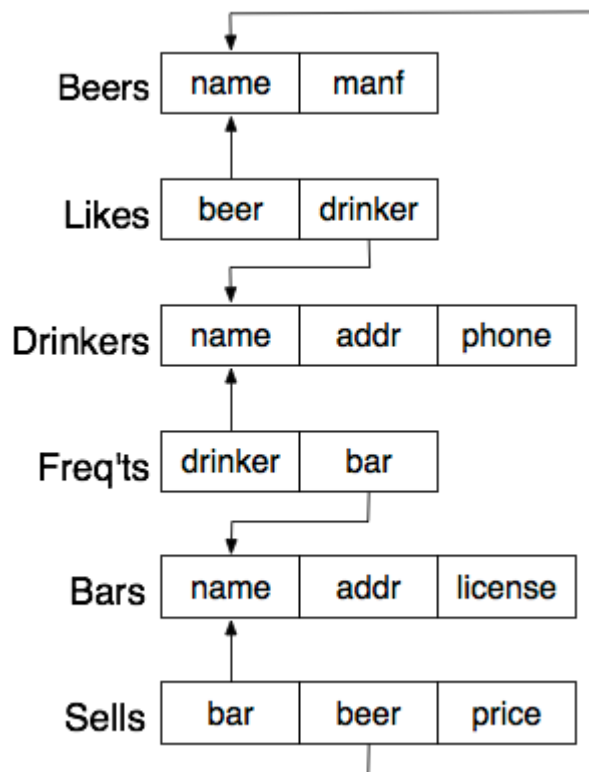 Beers name manf
Likes beer drinker
Drinkers name addr phone
Freq'ts drinker bar
Bars name addr license
Sells bar beer price